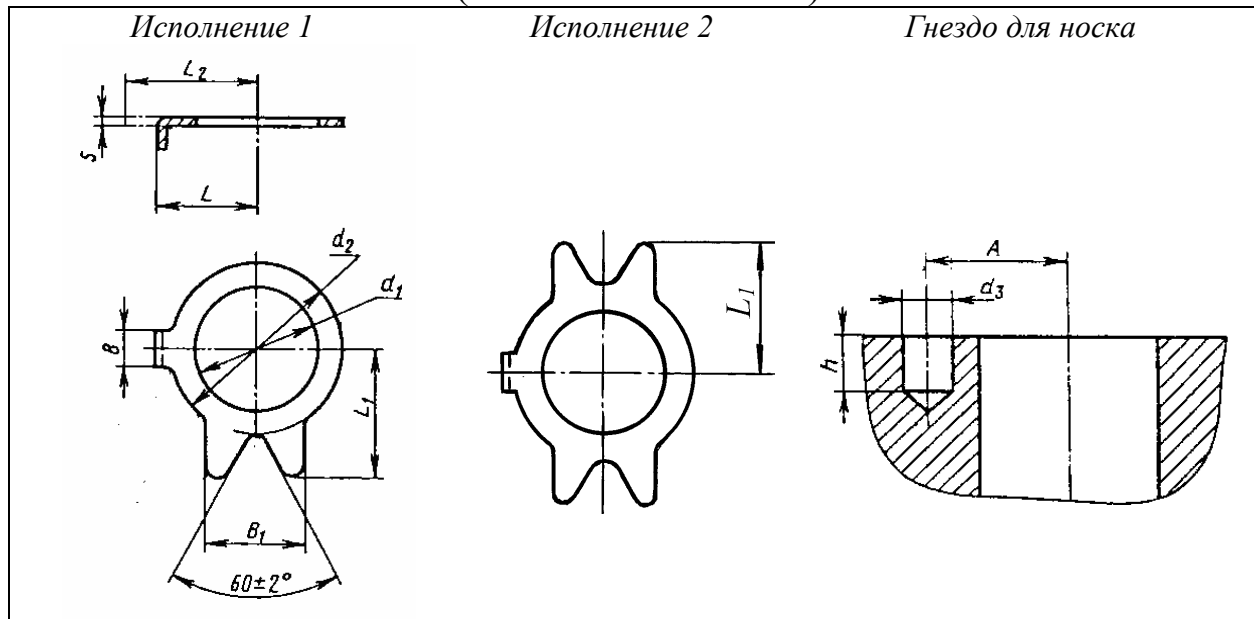 Исполнение 1
Исполнение 2
Гнездо для носка
L2
S
L
d2
d1
B
L1
B1
60±2°
L1
A
d3
h